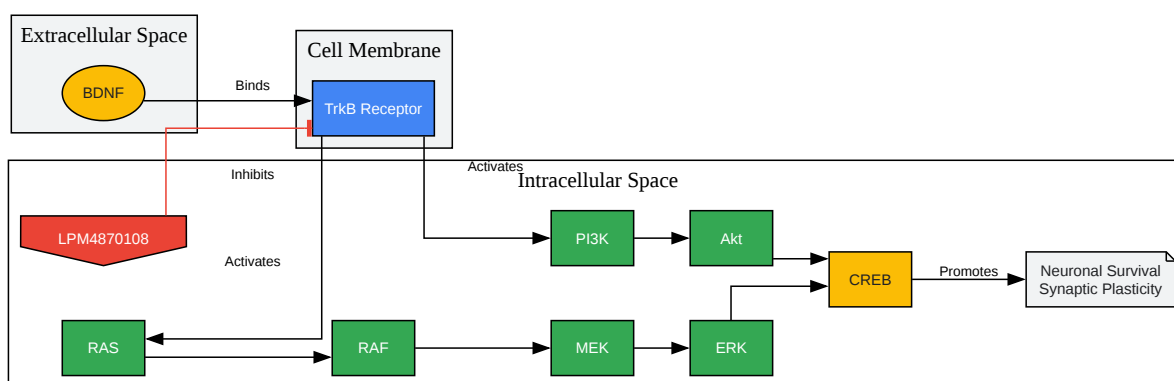 Extracellular Space
Cell Membrane
BDNF
Binds
TrkB Receptor
Inhibits
Activates
Intracellular Space
LPM4870108
Activates
PI3K
Akt
CREB
Promotes
Neuronal Survival
Synaptic Plasticity
RAS
RAF
MEK
ERK